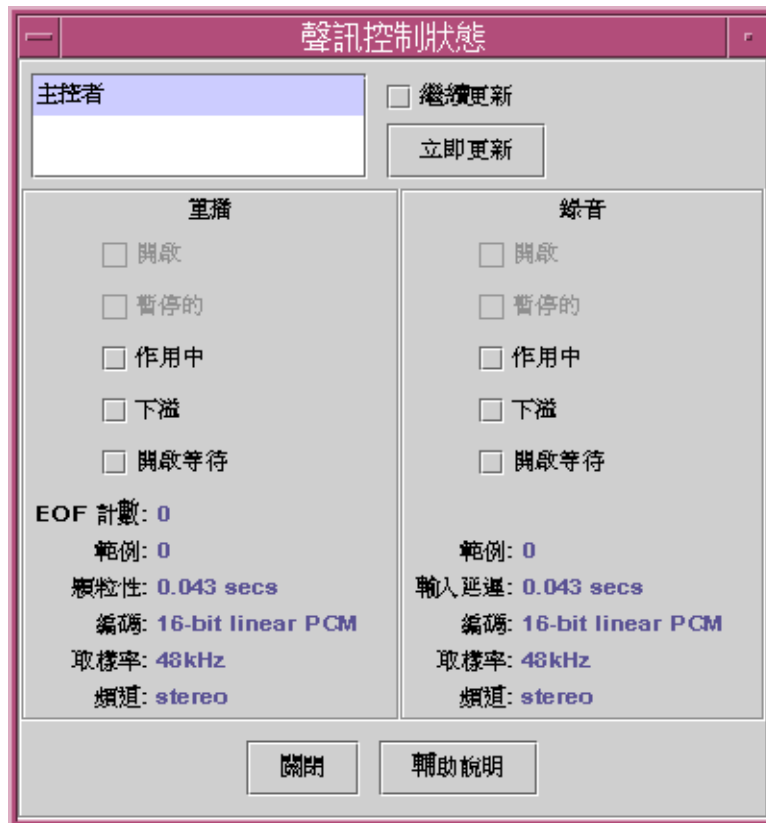 聲訊控制狀態
主控者
繼續更新
立即更新
重播
開啟
暫停的
作用中
下溢
開啟等待
EOF 計數: 0
範例: 0
顆粒性: 0.043 secs
編碼: 16-bit linear PCM
取樣率: 48kHz
頻道: stereo
錄音
開啟
暫停的
作用中
下溢
開啟等待
範例: 0
輸入延遲: 0.043 secs
編碼: 16-bit linear PCM
取樣率: 48kHz
頻道: stereo
關閉
輔助說明